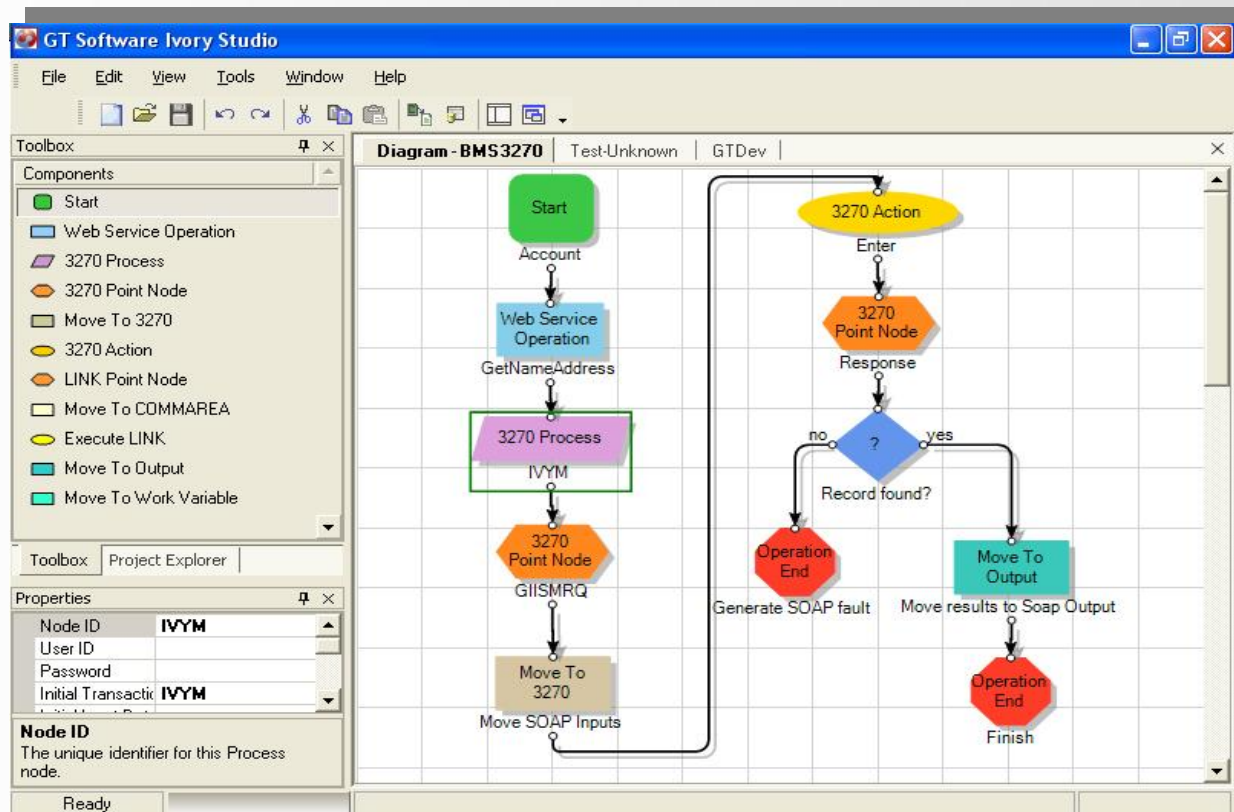 GT Software Ivory Studio
File Edit View Tools Window Help
Toolbox
Components
Start
Web Service Operation
3270 Process
3270 Point Node
Move To 3270
3270 Action
LINK Point Node
Move To COMMAREA
Execute LINK
Move To Output
Move To Work Variable
Toolbox Project Explorer
Properties
Node ID IVYM
User ID
Password
Initial Transactic IVYM
Node ID
The unique identifier for this Process
node.
Ready
Diagram - BMS3270 Test-Unknown GTDev
Start
Account
Web Service
Operation
GetNameAddress
3270 Process
IVYM
3270
Point Node
GIISMRQ
Move To
3270
Move SOAP Inputs
3270 Action
Enter
3270
Point Node
Response
no ? yes
Record found?
Operation
End
Generate SOAP fault
Move To
Output
Move results to Soap Output
Operation
End
Finish